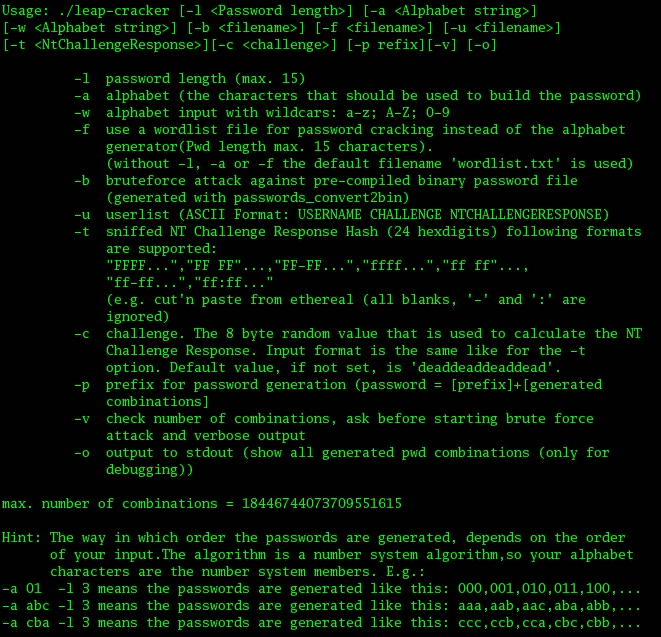 Usage: ./leap-cracker [-l <Password length>] [-a <Alphabet string>]
[-w <Alphabet string>] [-b <filename>] [-f <filename>] [-u <filename>]
[-t <NtChallengeResponse>][-c <challenge>] [-p refix][-v] [-o]
-l password length (max. 15)
-a alphabet (the characters that should be used to build the password)
-w alphabet input with wildcars: a-z; A-Z; 0-9
-f use a wordlist file for password cracking instead of the alphabet
generator(Pwd length max. 15 characters).
(without -l, -a or -f the default filename 'wordlist.txt' is used)
-b bruteforce attack against pre-compiled binary password file
(generated with passwords_convert2bin)
-u userlist (ASCII Format: USERNAME CHALLENGE NTCHALLENGERESPONSE)
-t sniffed NT Challenge Response Hash (24 hexdigits) following formats
are supported:
"FFFF...","FF FF"...,"FF-FF...","ffff...","ff ff"...,
"ff-ff...","ff:ff..."
(e.g. cut'n paste from ethereal (all blanks, '-' and ':' are
ignored)
-c challenge. The 8 byte random value that is used to calculate the NT
Challenge Response. Input format is the same like for the -t
option. Default value, if not set, is 'deaddeaddeaddead'.
-p prefix for password generation (password = [prefix]+[generated
combinations]
-v check number of combinations, ask before starting brute force
attack and verbose output
-o output to stdout (show all generated pwd combinations (only for
debugging))
max. number of combinations = 18446744073709551615
Hint: The way in which order the passwords are generated, depends on the order
of your input.The algorithm is a number system algorithm,so your alphabet
characters are the number system members. E.g.:
-a 01 -l 3 means the passwords are generated like this: 000,001,010,011,100,...
-a abc -l 3 means the passwords are generated like this: aaa,aab,aac,aba,abb,...
-a cba -l 3 means the passwords are generated like this: ccc,ccb,cca,cbc,cbb,...